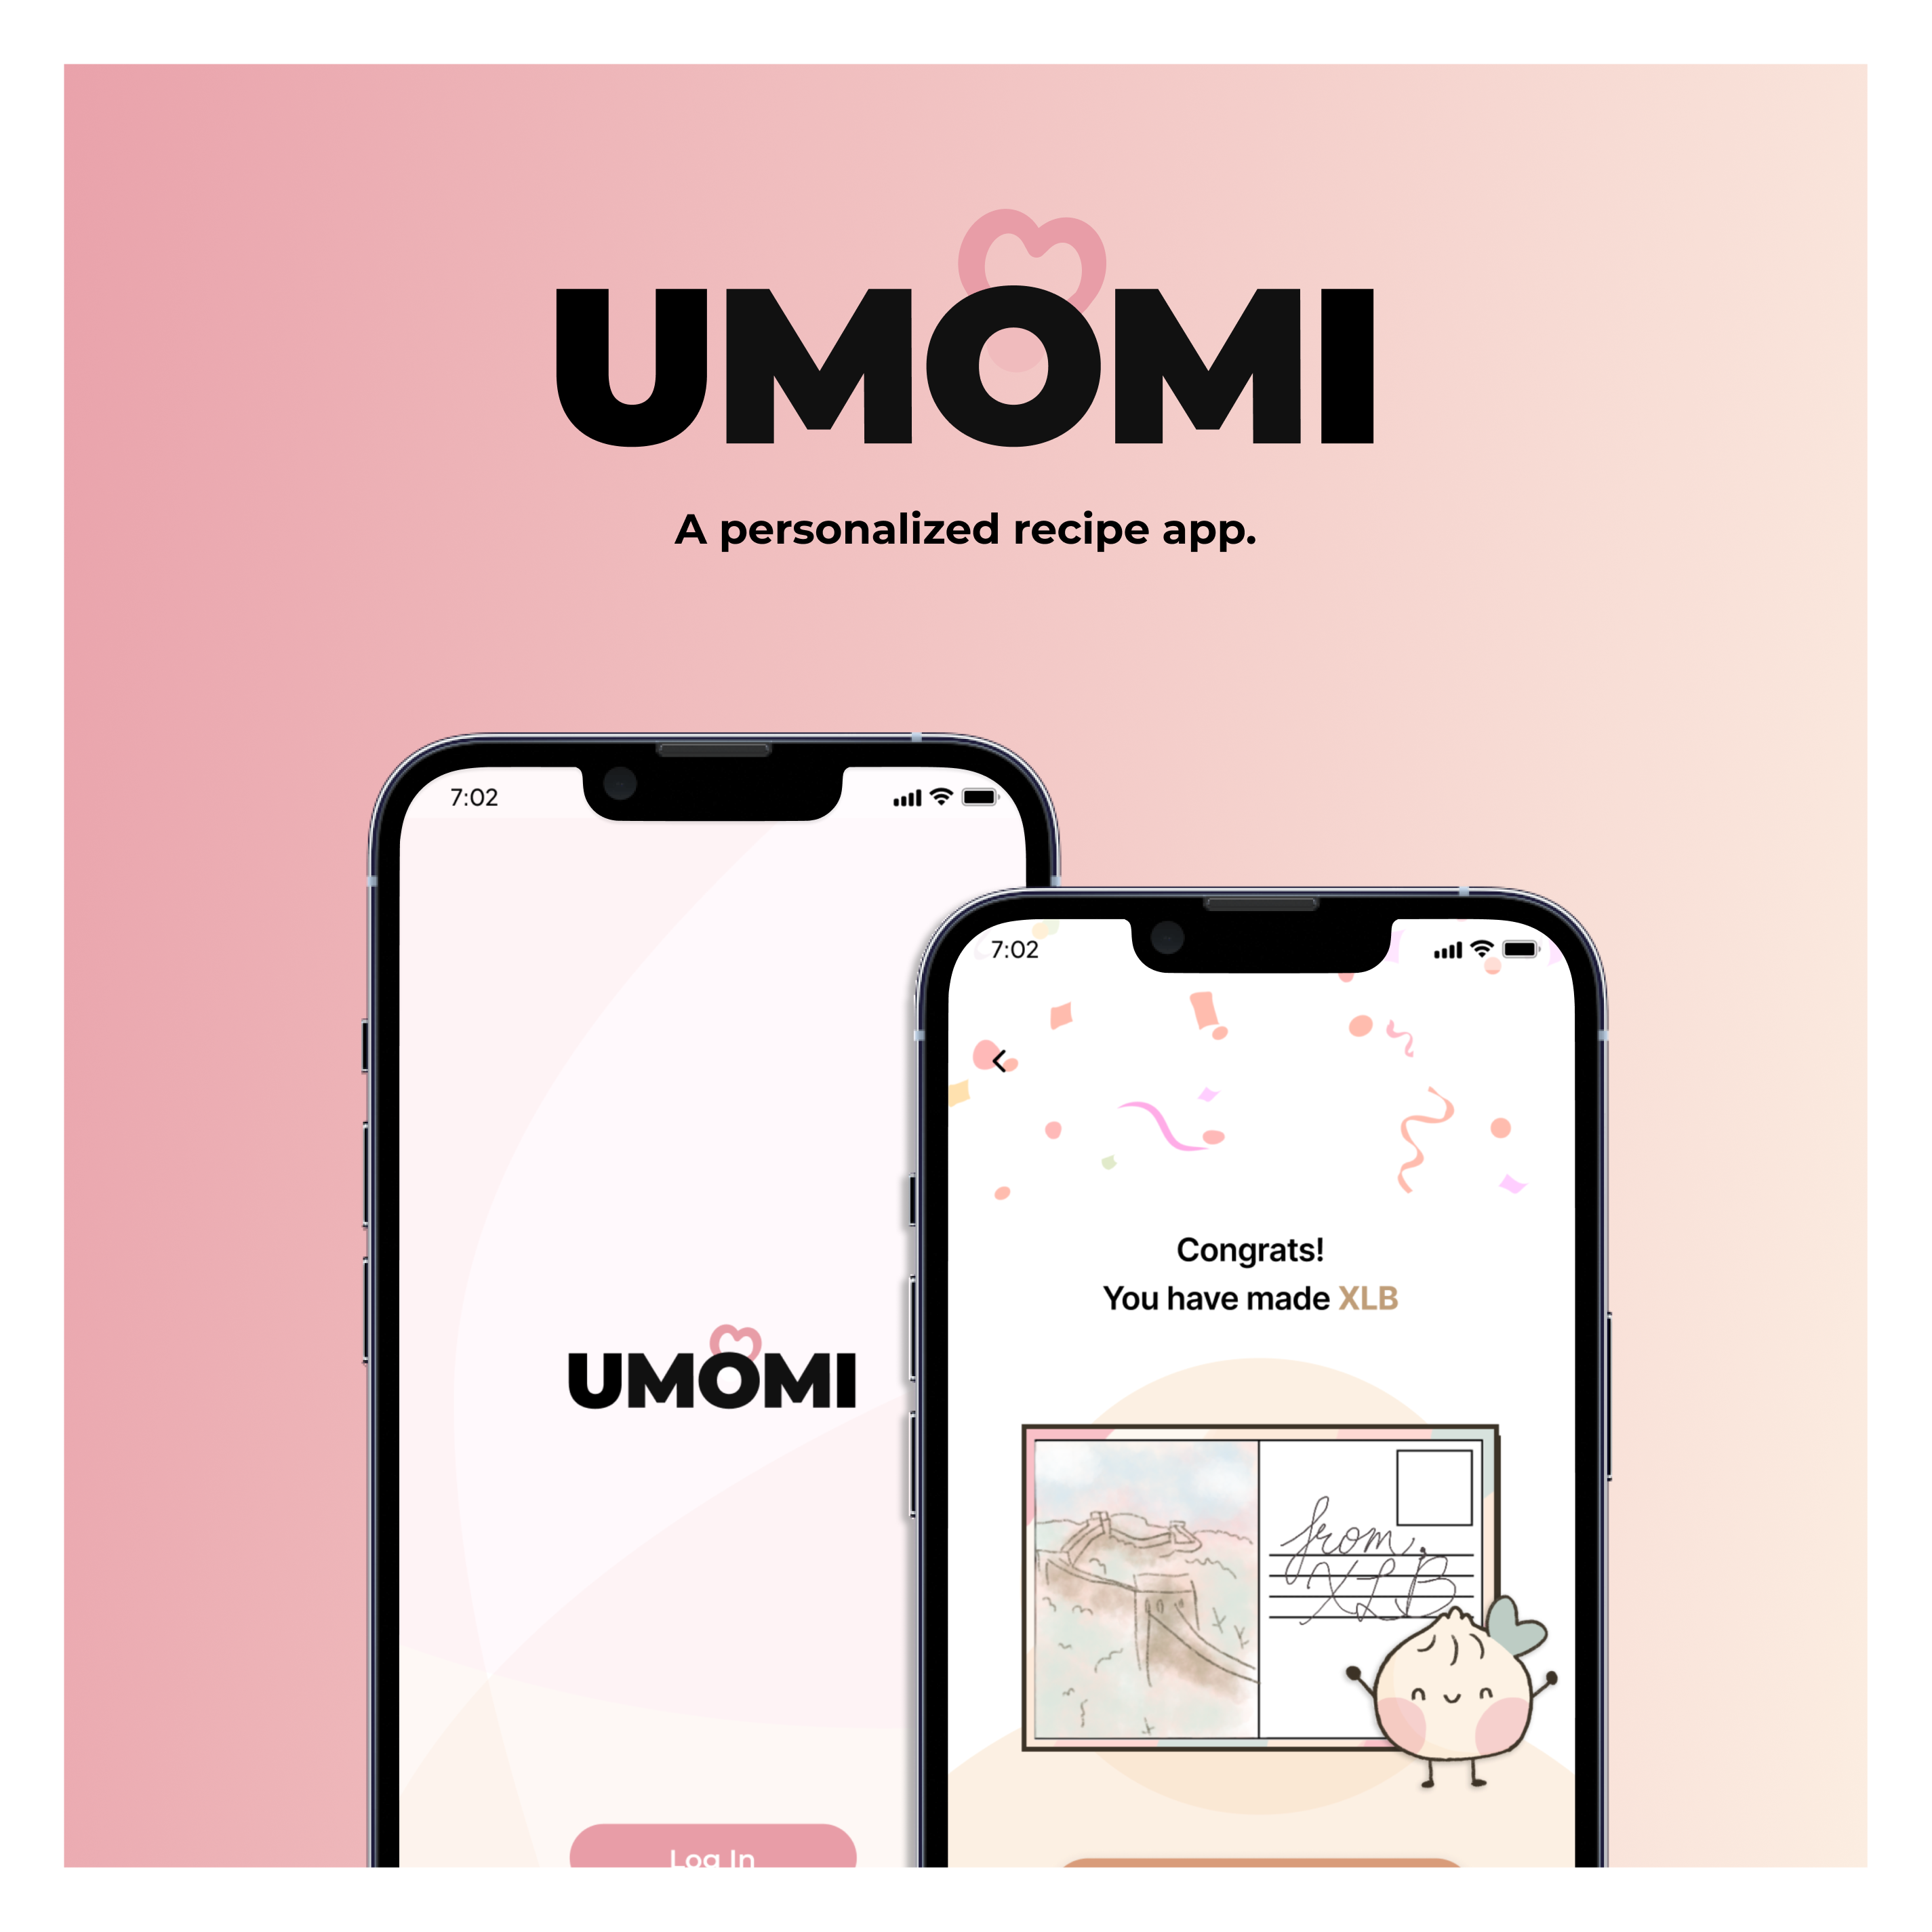 UMOMI
A personalized recipe app.
7:02
UMOMI
Log In
7:02
Congrats!
You have made XLB
from,
XLB